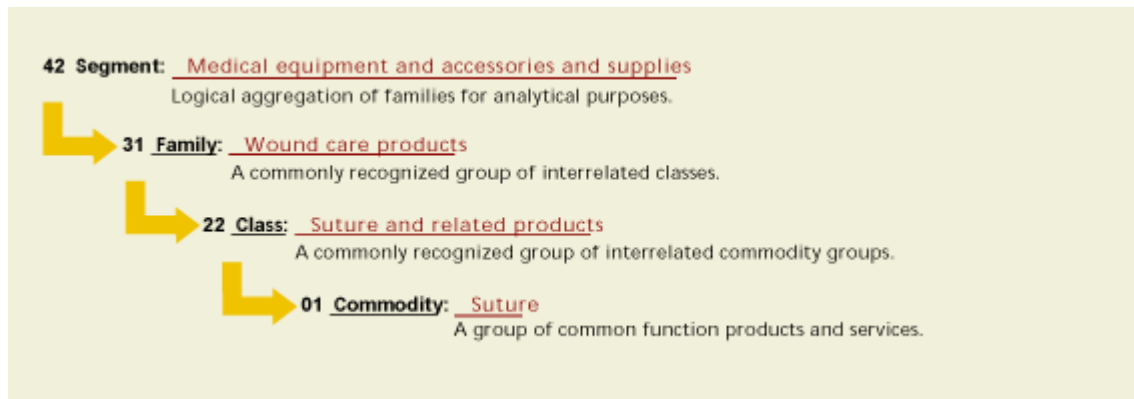 42 Segment: Medical equipment and accessories and supplies
Logical aggregation of families for analytical purposes.
31 Family: Wound care products
A commonly recognized group of interrelated classes.
22 Class: Suture and related products
A commonly recognized group of interrelated commodity groups.
01 Commodity: Suture
A group of common function products and services.